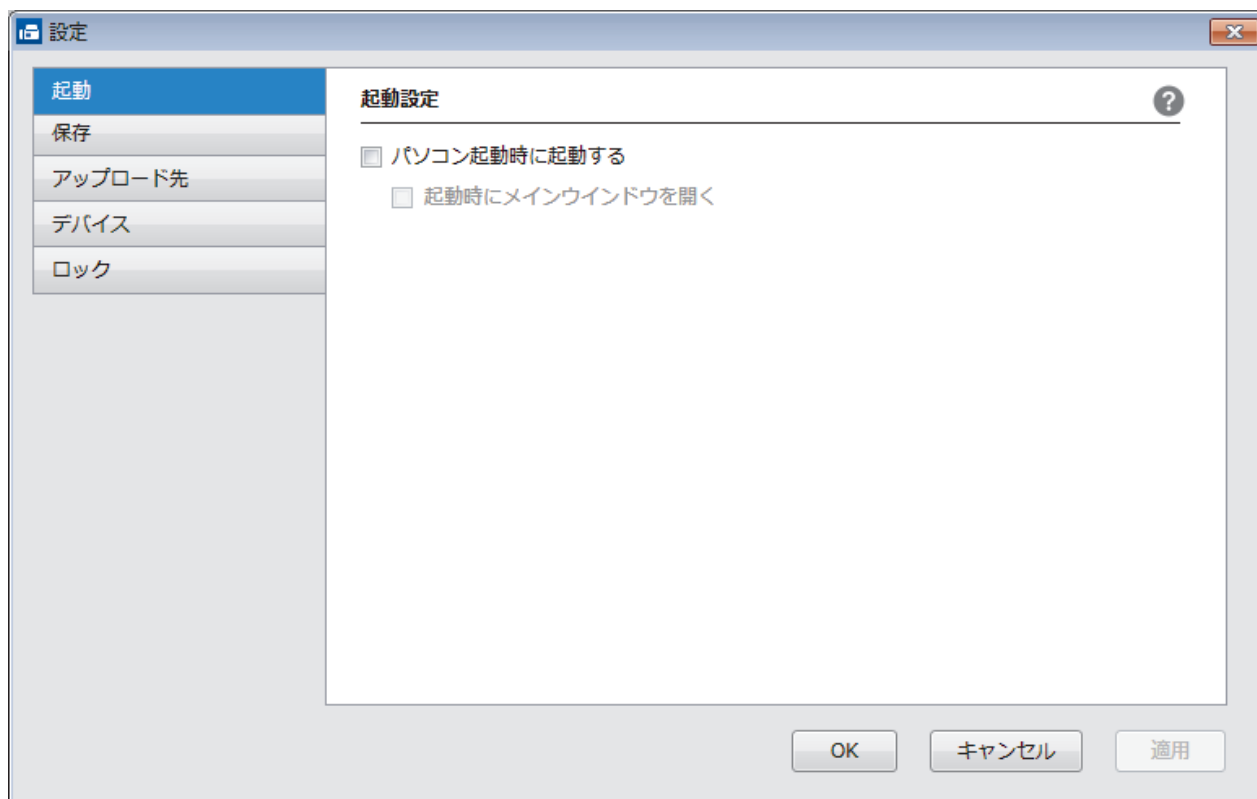 設定
起動
保存
アップロード先
デバイス
ロック
起動設定
?
パソコン起動時に起動する
起動時にメインウインドウを開く
OK
キャンセル
適用